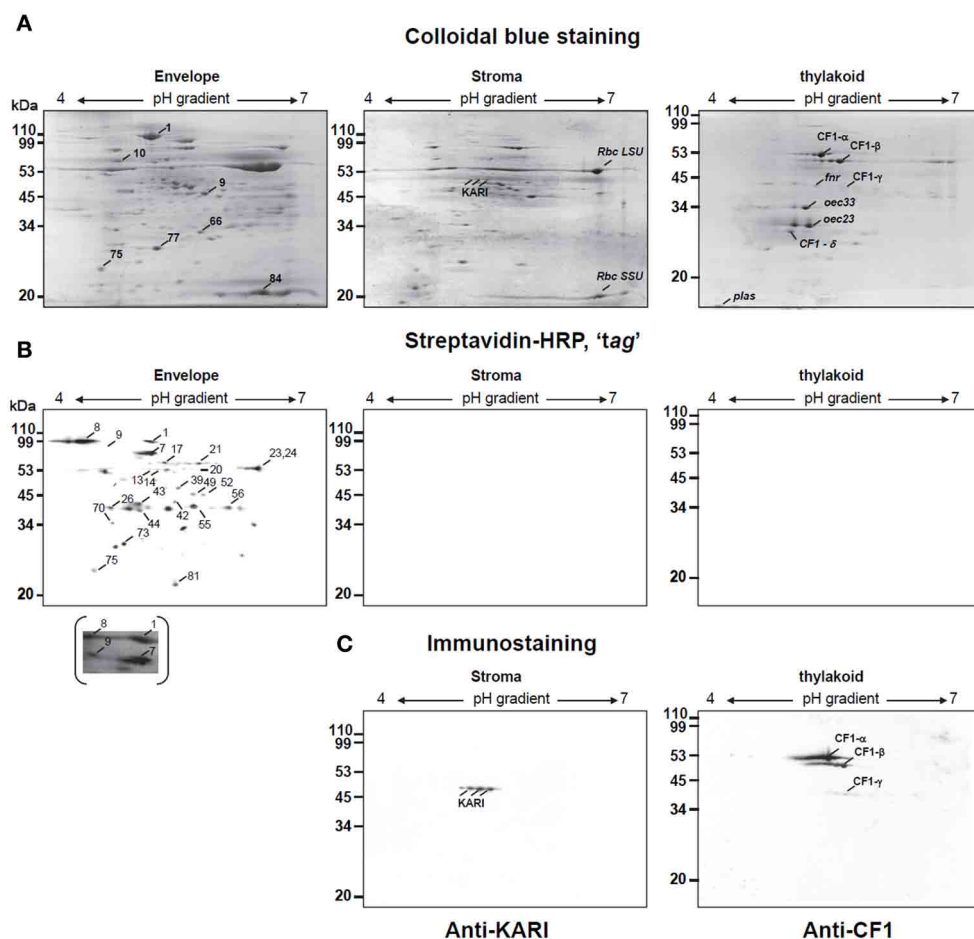 A
Colloidal blue staining
Envelope
4 pH gradient 7
kDa
110
99
53
45
34
20
1
10
9
66
77
75
84
Stroma
4 pH gradient 7
Rbc LSU
KARI
Rbc SSU
thylakoid
4 pH gradient 7
110
99
53
45
34
20
CF1-α
CF1-β
fnr
CF1-γ
oec33
oec23
CF1 - δ
plas
B
Streptavidin-HRP, ‘tag’
Envelope
4 pH gradient 7
kDa
110
99
53
45
34
20
8
9
1
7
17
21
23,24
13
14
20
39
49
52
56
70
26
43
44
42
55
73
75
81
8
1
9
7
Stroma
4 pH gradient 7
110
99
53
45
34
20
thylakoid
4 pH gradient 7
110
99
53
45
34
20
C
Immunostaining
Stroma
4 pH gradient 7
110
99
53
45
34
20
KARI
Anti-KARI
thylakoid
4 pH gradient 7
110
99
53
45
34
20
CF1-α
CF1-β
CF1-γ
Anti-CF1